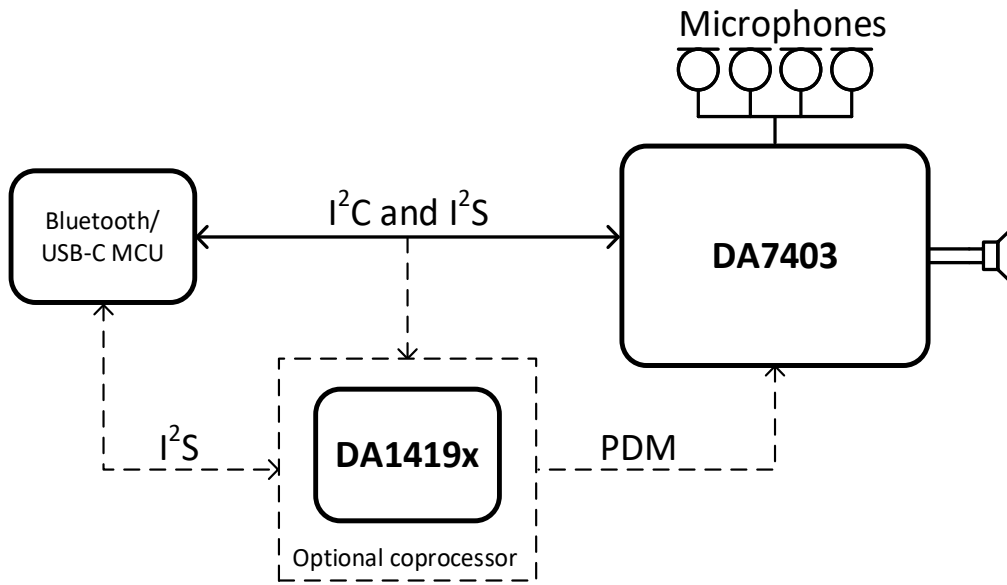 Microphones
Bluetooth/
USB-C MCU
I²C and I²S
DA7403
I²S
DA1419x
PDM
Optional coprocessor